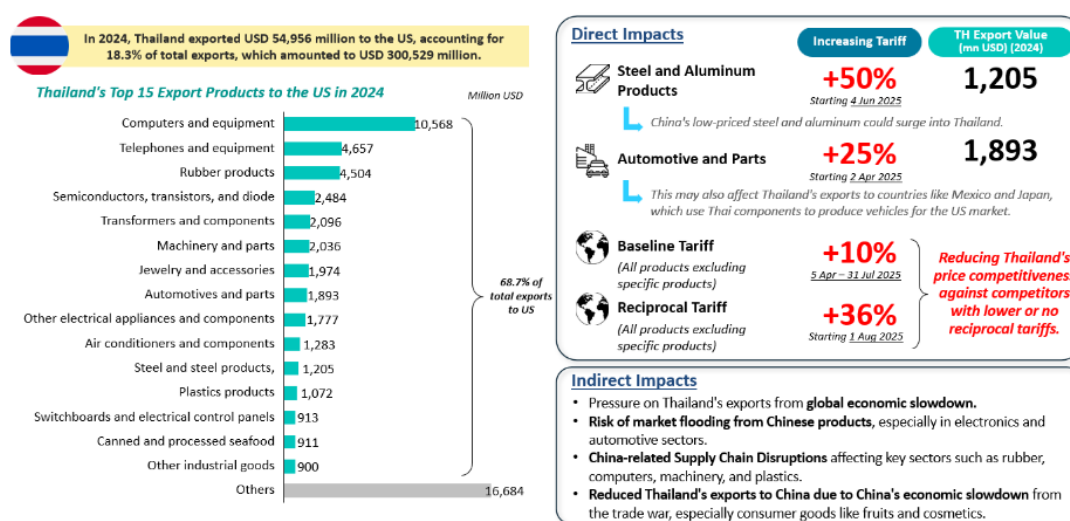 In 2024, Thailand exported USD 54,956 million to the US, accounting for
18.3% of total exports, which amounted to USD 300,529 million.
Thailand's Top 15 Export Products to the US in 2024
Million USD
Computers and equipment 10,568
Telephones and equipment 4,657
Rubber products 4,504
Semiconductors, transistors, and diode 2,484
Transformers and components 2,096
Machinery and parts 2,036
Jewelry and accessories 1,974
Automotives and parts 1,893
Other electrical appliances and components 1,777
Air conditioners and components 1,283
Steel and steel products, 1,205
Plastics products 1,072
Switchboards and electrical control panels 913
Canned and processed seafood 911
Other industrial goods 900
Others 16,684
68.7% of
total exports
to US
Direct Impacts
Increasing Tariff
TH Export Value
(mn USD) (2024)
Steel and Aluminum
Products
+50%
Starting 4 Jun 2025
1,205
China's low-priced steel and aluminum could surge into Thailand.
Automotive and Parts
+25%
Starting 2 Apr 2025
1,893
This may also affect Thailand's exports to countries like Mexico and Japan,
which use Thai components to produce vehicles for the US market.
Baseline Tariff
(All products excluding
specific products)
+10%
5 Apr – 31 Jul 2025
Reciprocal Tariff
(All products excluding
specific products)
+36%
Starting 1 Aug 2025
Reducing Thailand's
price competitiveness
against competitors
with lower or no
reciprocal tariffs.
Indirect Impacts
• Pressure on Thailand's exports from global economic slowdown.
• Risk of market flooding from Chinese products, especially in electronics and
automotive sectors.
• China-related Supply Chain Disruptions affecting key sectors such as rubber,
computers, machinery, and plastics.
• Reduced Thailand's exports to China due to China's economic slowdown from
the trade war, especially consumer goods like fruits and cosmetics.